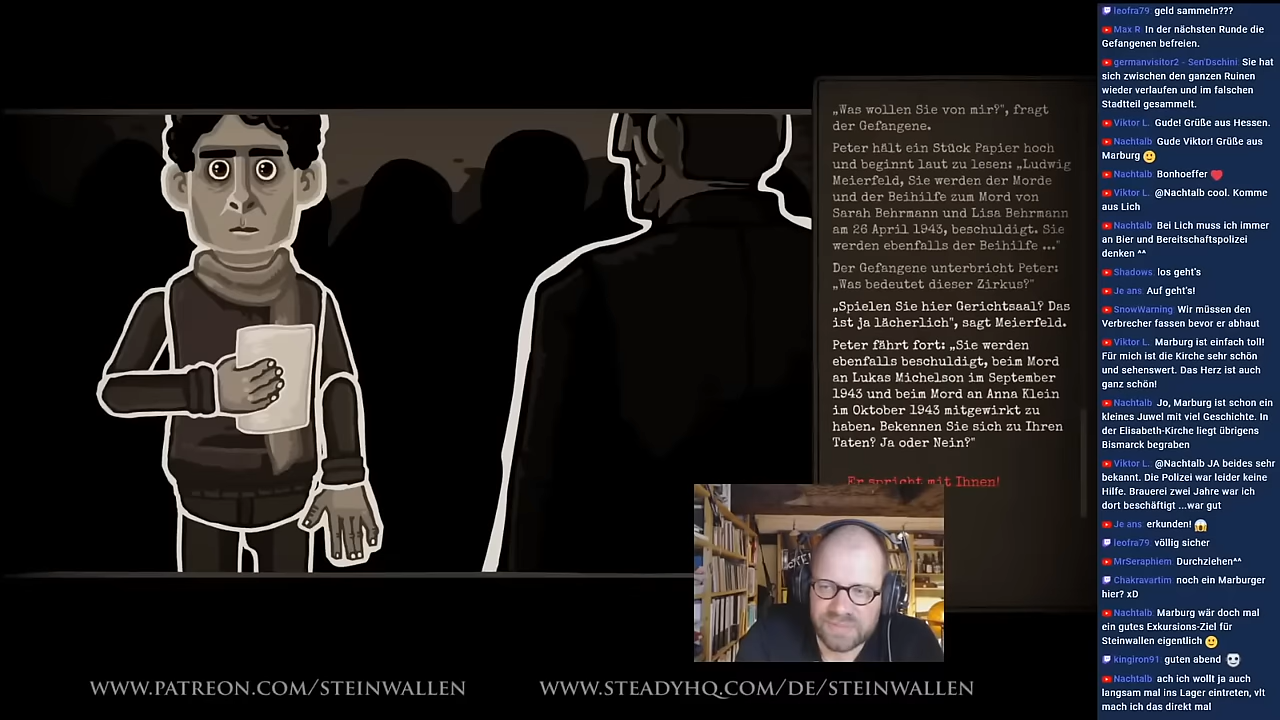 „Was wollen Sie von mir?", fragt
der Gefangene.
Peter hält ein Stück Papier hoch
und beginnt laut zu lesen: „Ludwig
Meierfeld, Sie werden der Morde
und der Beihilfe zum Mord von
Sarah Behrmann und Lisa Behrmann
am 26 April 1943, beschuldigt. Sie
werden ebenfalls der Beihilfe ..."
Der Gefangene unterbricht Peter:
„Was bedeutet dieser Zirkus?"
„Spielen Sie hier Gerichtsaal? Das
ist ja lächerlich", sagt Meierfeld.
Peter fährt fort: „Sie werden
ebenfalls beschuldigt, beim Mord
an Lukas Michelson im September
1943 und beim Mord an Anna Klein
im Oktober 1943 mitgewirkt zu
haben. Bekennen Sie sich zu Ihren
Taten? Ja oder Nein?"
Er spricht mit Ihnen!
WWW.PATREON.COM/STEINWALLEN
WWW.STEADYHQ.COM/DE/STEINWALLEN
leofra79: geld sammeln???
Max R: In der nächsten Runde die
Gefangenen befreien.
germanvisitor2 - Sen'Dschini: Sie hat
sich zwischen den ganzen Ruinen
wieder verlaufen und im falschen
Stadtteil gesammelt.
Viktor L.: Gude! Grüße aus Hessen.
Nachtalb: Gude Viktor! Grüße aus
Marburg 🙂
Nachtalb: Bonhoeffer ❤️
Viktor L.: @Nachtalb cool. Komme
aus Lich
Nachtalb: Bei Lich muss ich immer
an Bier und Bereitschaftspolizei
denken ^^
Shadows: los geht's
Je ans: Auf geht's!
SnowWarning: Wir müssen den
Verbrecher fassen bevor er abhaut
Viktor L.: Marburg ist einfach toll!
Für mich ist die Kirche sehr schön
und sehenswert. Das Herz ist auch
ganz schön!
Nachtalb: Jo, Marburg ist schon ein
kleines Juwel mit viel Geschichte. In
der Elisabeth-Kirche liegt übrigens
Bismarck begraben
Viktor L.: @Nachtalb JA beides sehr
bekannt. Die Polizei war leider keine
Hilfe. Brauerei zwei Jahre war ich
dort beschäftigt ...war gut
Je ans: erkunden! 😱
leofra79: völlig sicher
MrSeraphiem: Durchziehen^^
Chakravartim: noch ein Marburger
hier? xD
Nachtalb: Marburg wär doch mal
ein gutes Exkursions-Ziel für
Steinwallen eigentlich 🙂
kingiron91: guten abend
Nachtalb: ach ich wollt ja auch
langsam mal ins Lager eintreten, vlt
mach ich das direkt mal